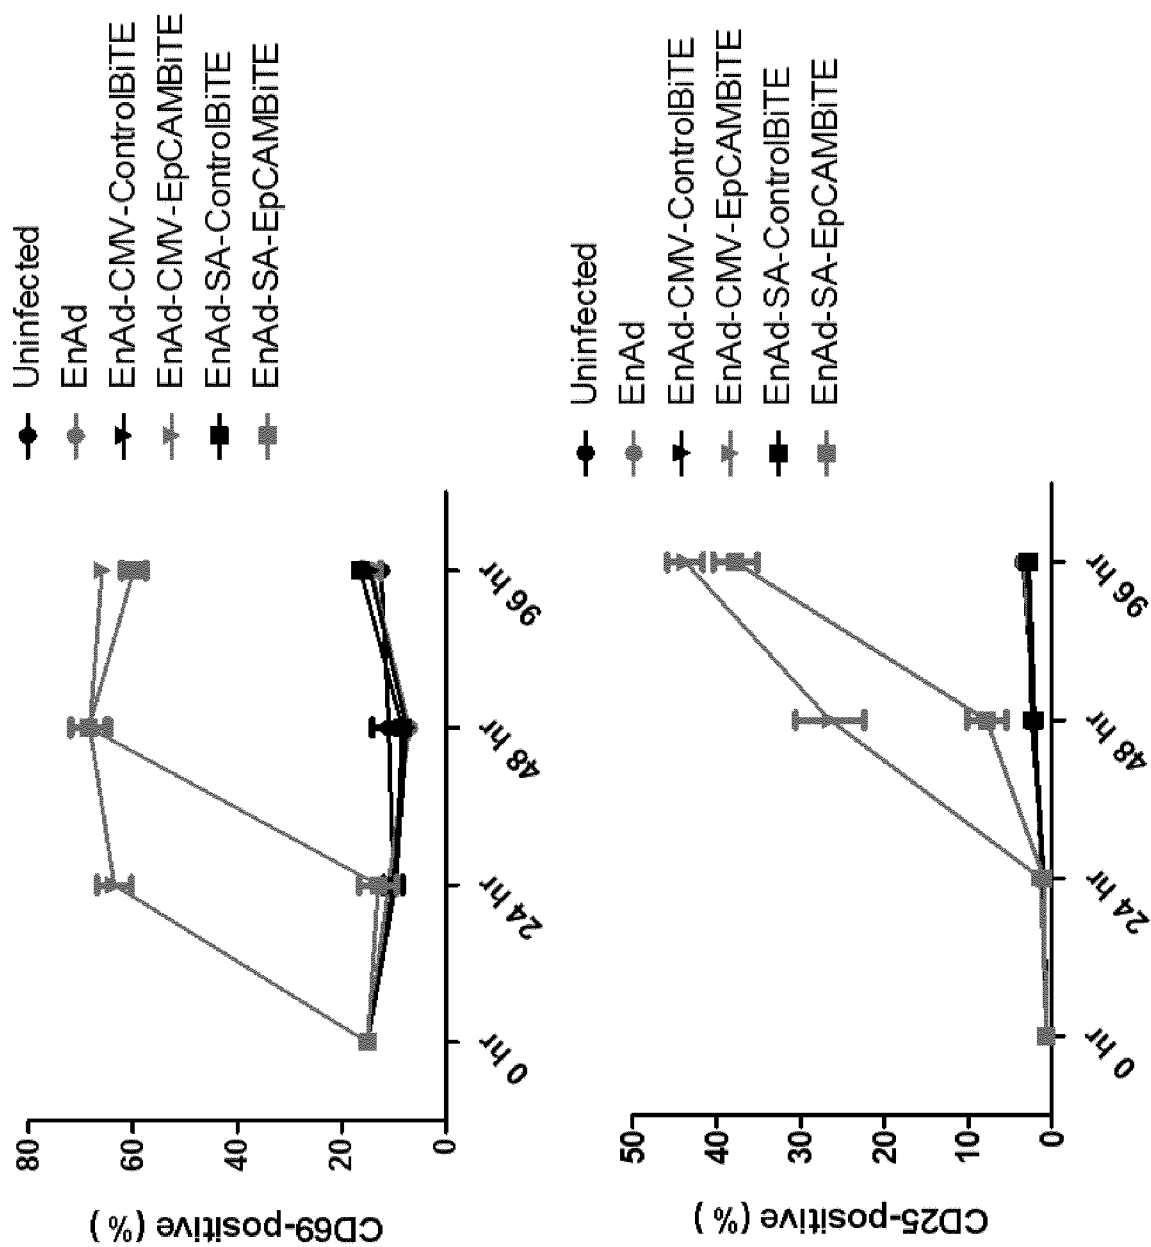 CD69-positive (%)
80
60
40
20
0
0 hr
24 hr
48 hr
96 hr
Uninfected
EnAd
EnAd-CMV-ControlBiTE
EnAd-CMV-EpCAMBiTE
EnAd-SA-ControlBiTE
EnAd-SA-EpCAMBiTE
CD25-positive (%)
50
40
30
20
10
0
0 hr
24 hr
48 hr
96 hr
Uninfected
EnAd
EnAd-CMV-ControlBiTE
EnAd-CMV-EpCAMBiTE
EnAd-SA-ControlBiTE
EnAd-SA-EpCAMBiTE